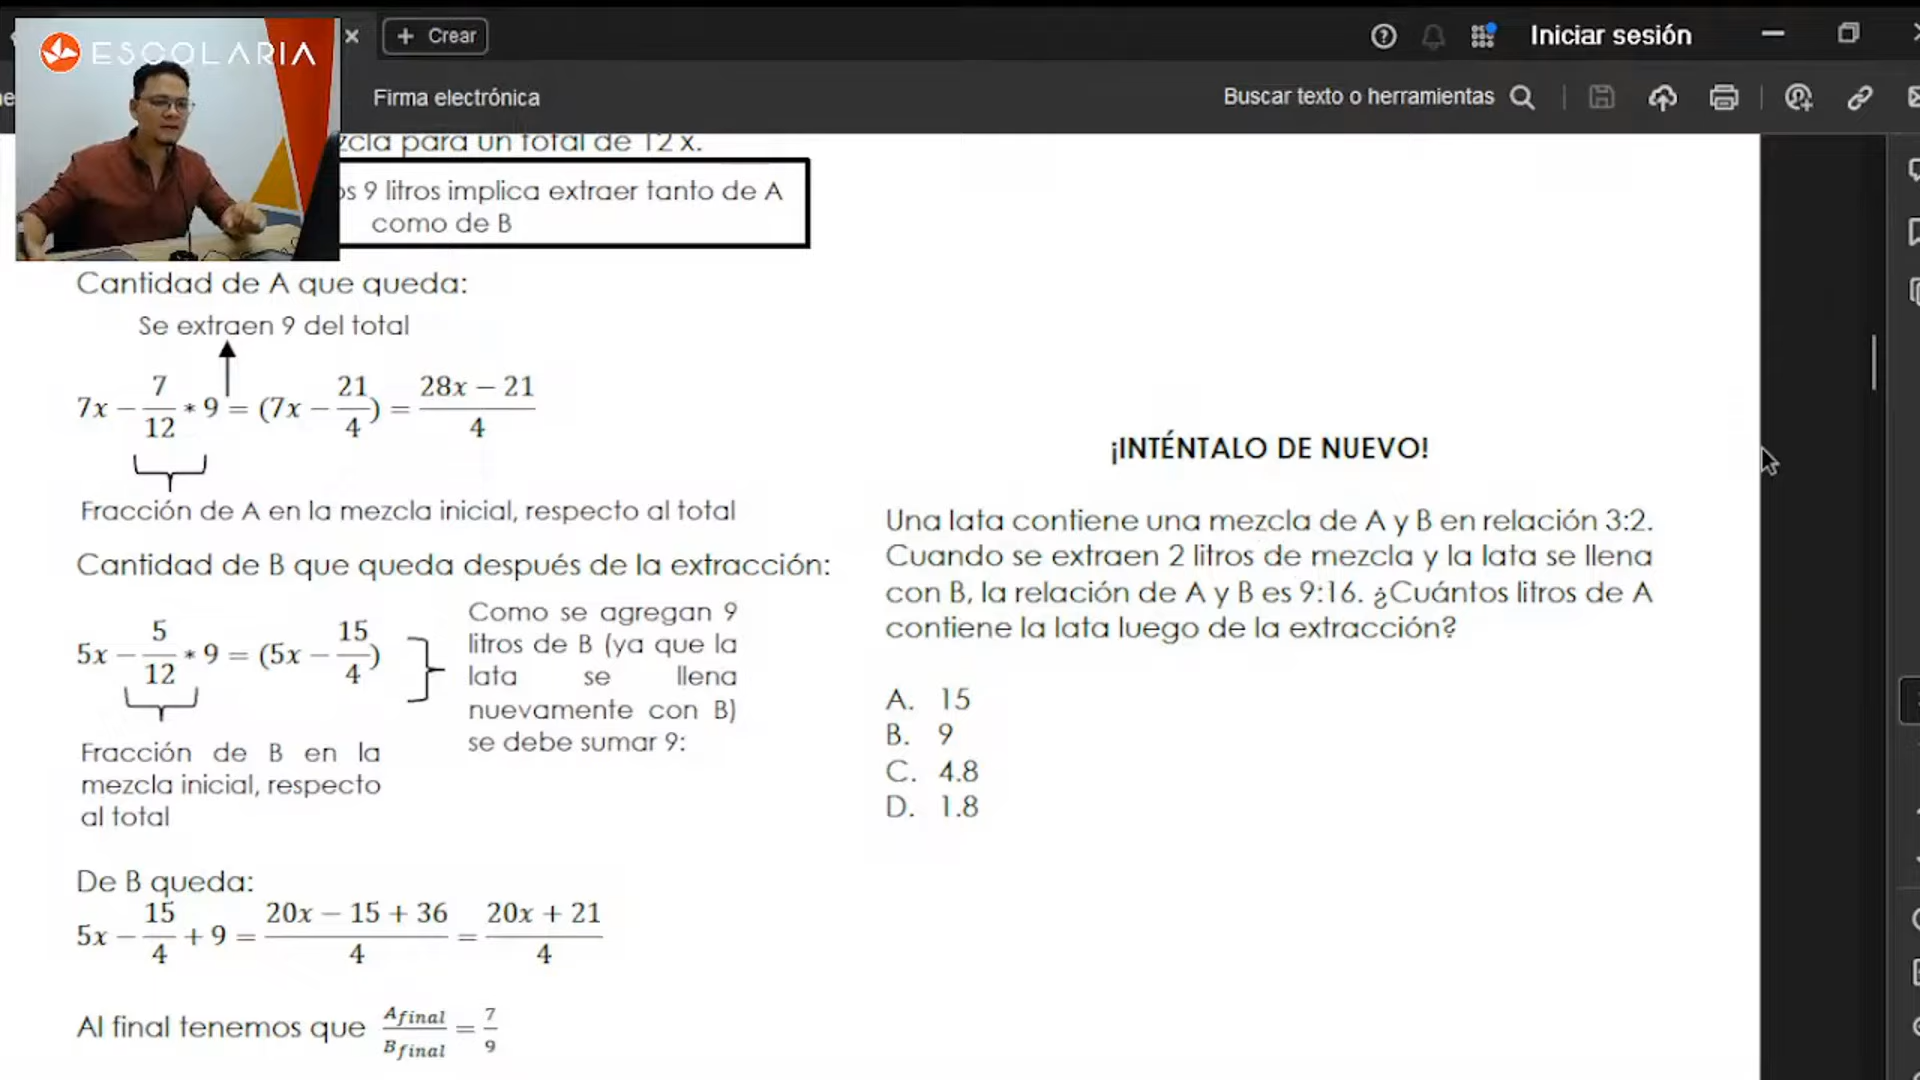 ESCOLARIA
+ Crear
Iniciar sesión
Firma electrónica
Buscar texto o herramientas
zcla para un total de 12 x.
os 9 litros implica extraer tanto de A
como de B
Cantidad de A que queda:
Se extraen 9 del total
7x − 7/12 * 9 = (7x − 21/4) = (28x − 21)/4
Fracción de A en la mezcla inicial, respecto al total
Cantidad de B que queda después de la extracción:
5x − 5/12 * 9 = (5x − 15/4)
Como se agregan 9
litros de B (ya que la
lata se llena
nuevamente con B)
se debe sumar 9:
Fracción de B en la
mezcla inicial, respecto
al total
De B queda:
5x − 15/4 + 9 = (20x − 15 + 36)/4 = (20x + 21)/4
Al final tenemos que Afinal/Bfinal = 7/9
¡INTÉNTALO DE NUEVO!
Una lata contiene una mezcla de A y B en relación 3:2.
Cuando se extraen 2 litros de mezcla y la lata se llena
con B, la relación de A y B es 9:16. ¿Cuántos litros de A
contiene la lata luego de la extracción?
A. 15
B. 9
C. 4.8
D. 1.8